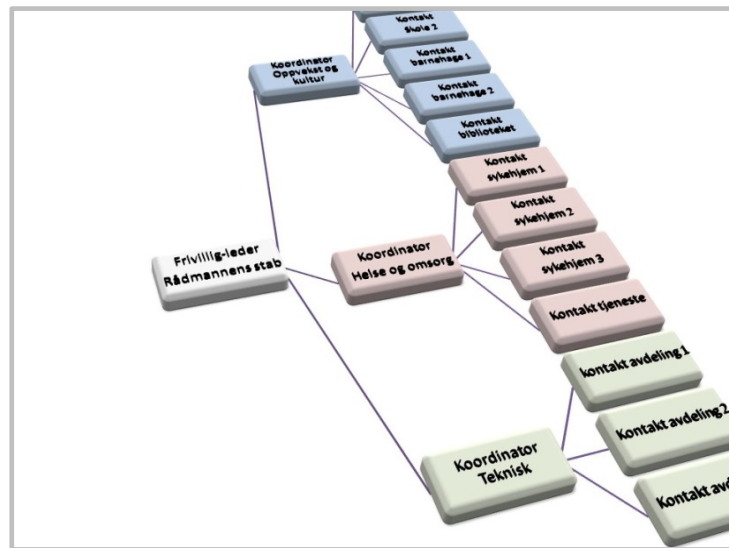 Kontakt
skole 2
Koordinator
Oppvekst og
kultur
Kontakt
barnehage 1
Kontakt
barnehage 2
Kontakt
biblioteket
Kontakt
sykehjem 1
Kontakt
sykehjem 2
Frivillig-leder
Rådmannens stab
Koordinator
Helse og omsorg
Kontakt
sykehjem 3
Kontakt tjeneste
kontakt avdeling 1
Kontakt avdeling 2
Koordinator
Teknisk
Kontakt avd